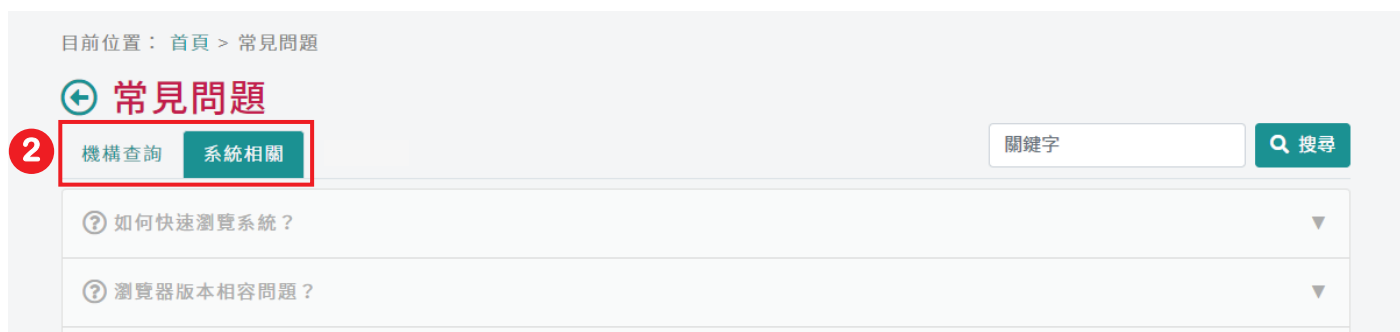 目前位置： 首頁 > 常見問題
常見問題
2
機構查詢 系統相關
關鍵字 搜尋
如何快速瀏覽系統？
瀏覽器版本相容問題？